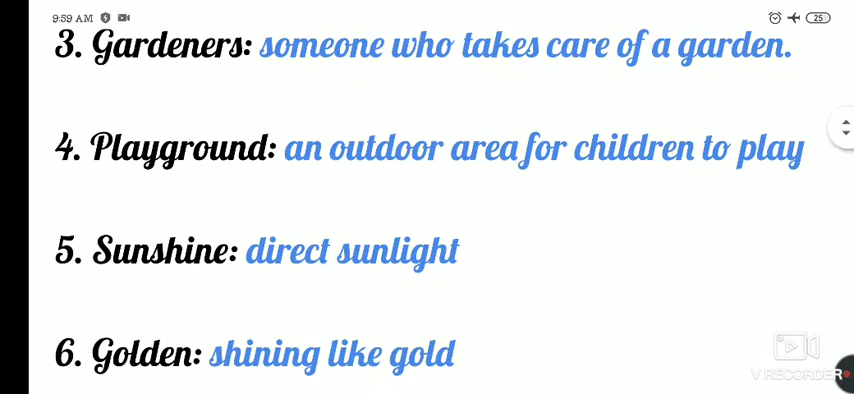 9:59 AM
25
3. Gardeners: someone who takes care of a garden.
4. Playground: an outdoor area for children to play
5. Sunshine: direct sunlight
6. Golden: shining like gold
V RECORDER